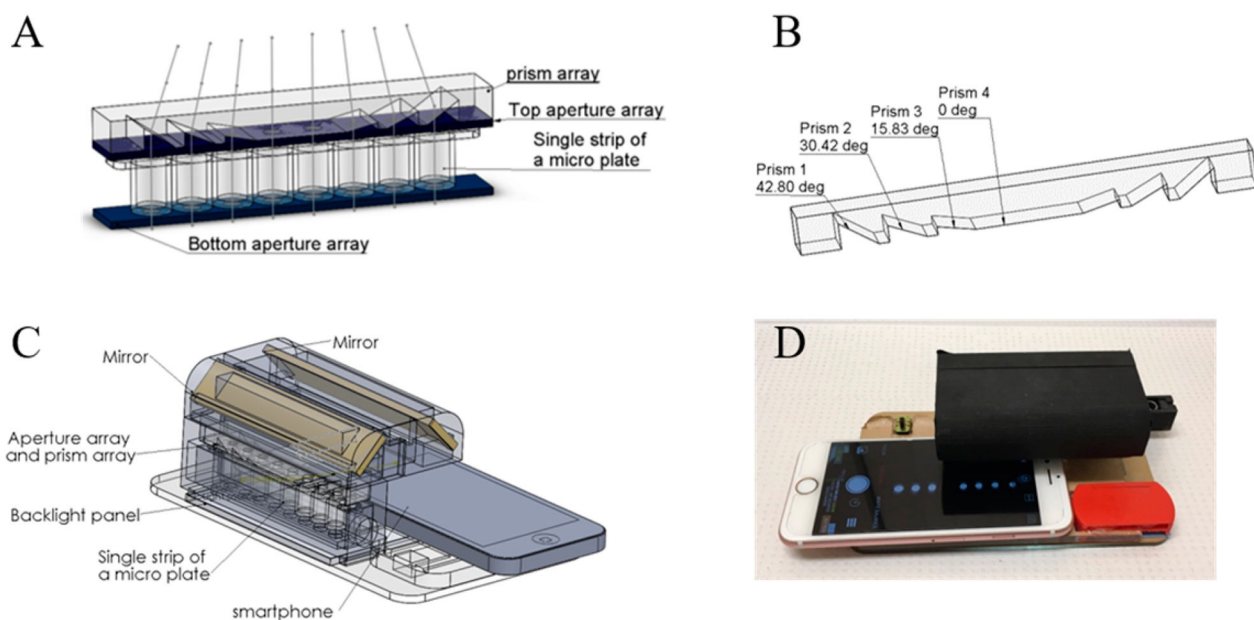 A
prism array
Top aperture array
Single strip of
a micro plate
Bottom aperture array
B
Prism 4
0 deg
Prism 3
15.83 deg
Prism 2
30.42 deg
Prism 1
42.80 deg
C
Mirror
Mirror
Aperture array
and prism array
Backlight panel
Single strip of
a micro plate
smartphone
D